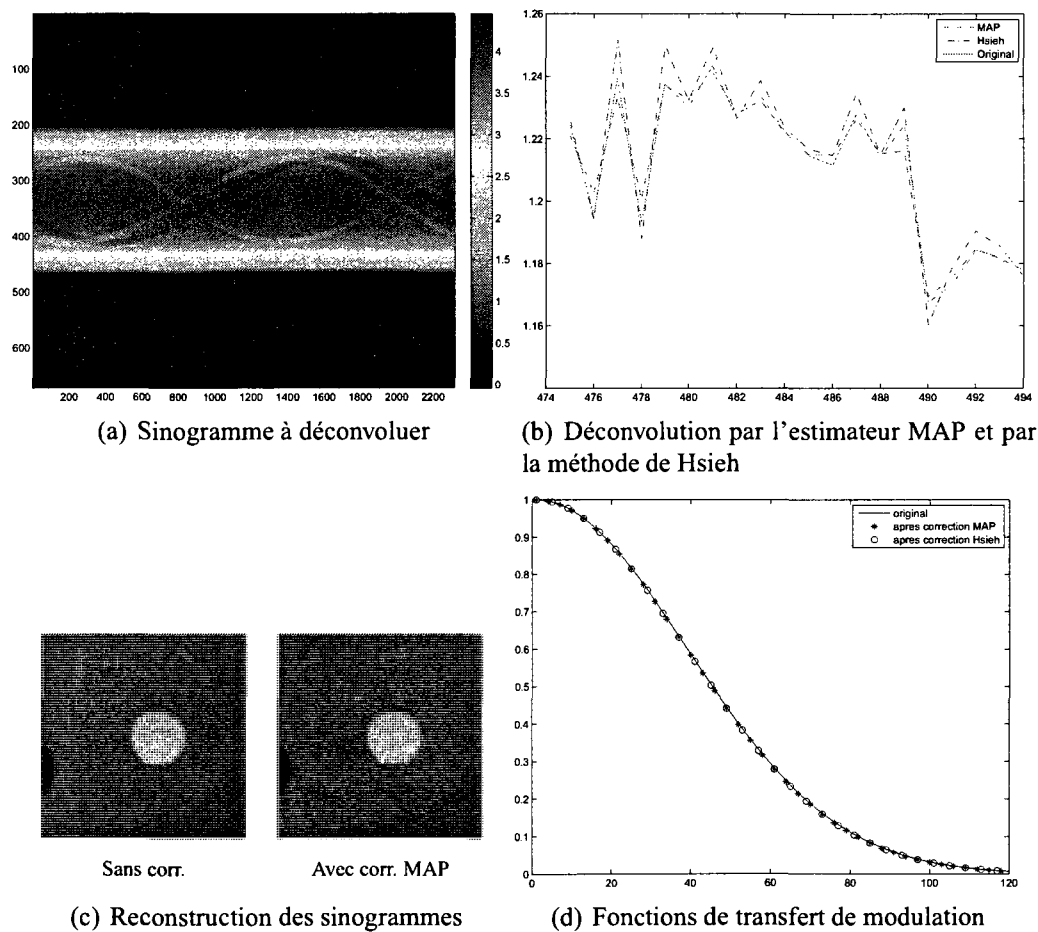 100
200
300
400
500
600
200 400 600 800 1000 1200 1400 1600 1800 2000 2200
4
3.5
3
2.5
2
1.5
1
0.5
0
(a) Sinogramme à déconvoluer
1.26
1.24
1.22
1.2
1.18
1.16
474 476 478 480 482 484 486 488 490 492 494
MAP
Hsieh
Original
(b) Déconvolution par l'estimateur MAP et par
la méthode de Hsieh
Sans corr.
Avec corr. MAP
(c) Reconstruction des sinogrammes
1
0.9
0.8
0.7
0.6
0.5
0.4
0.3
0.2
0.1
0
0 20 40 60 80 100 120
original
apres correction MAP
apres correction Hsieh
(d) Fonctions de transfert de modulation